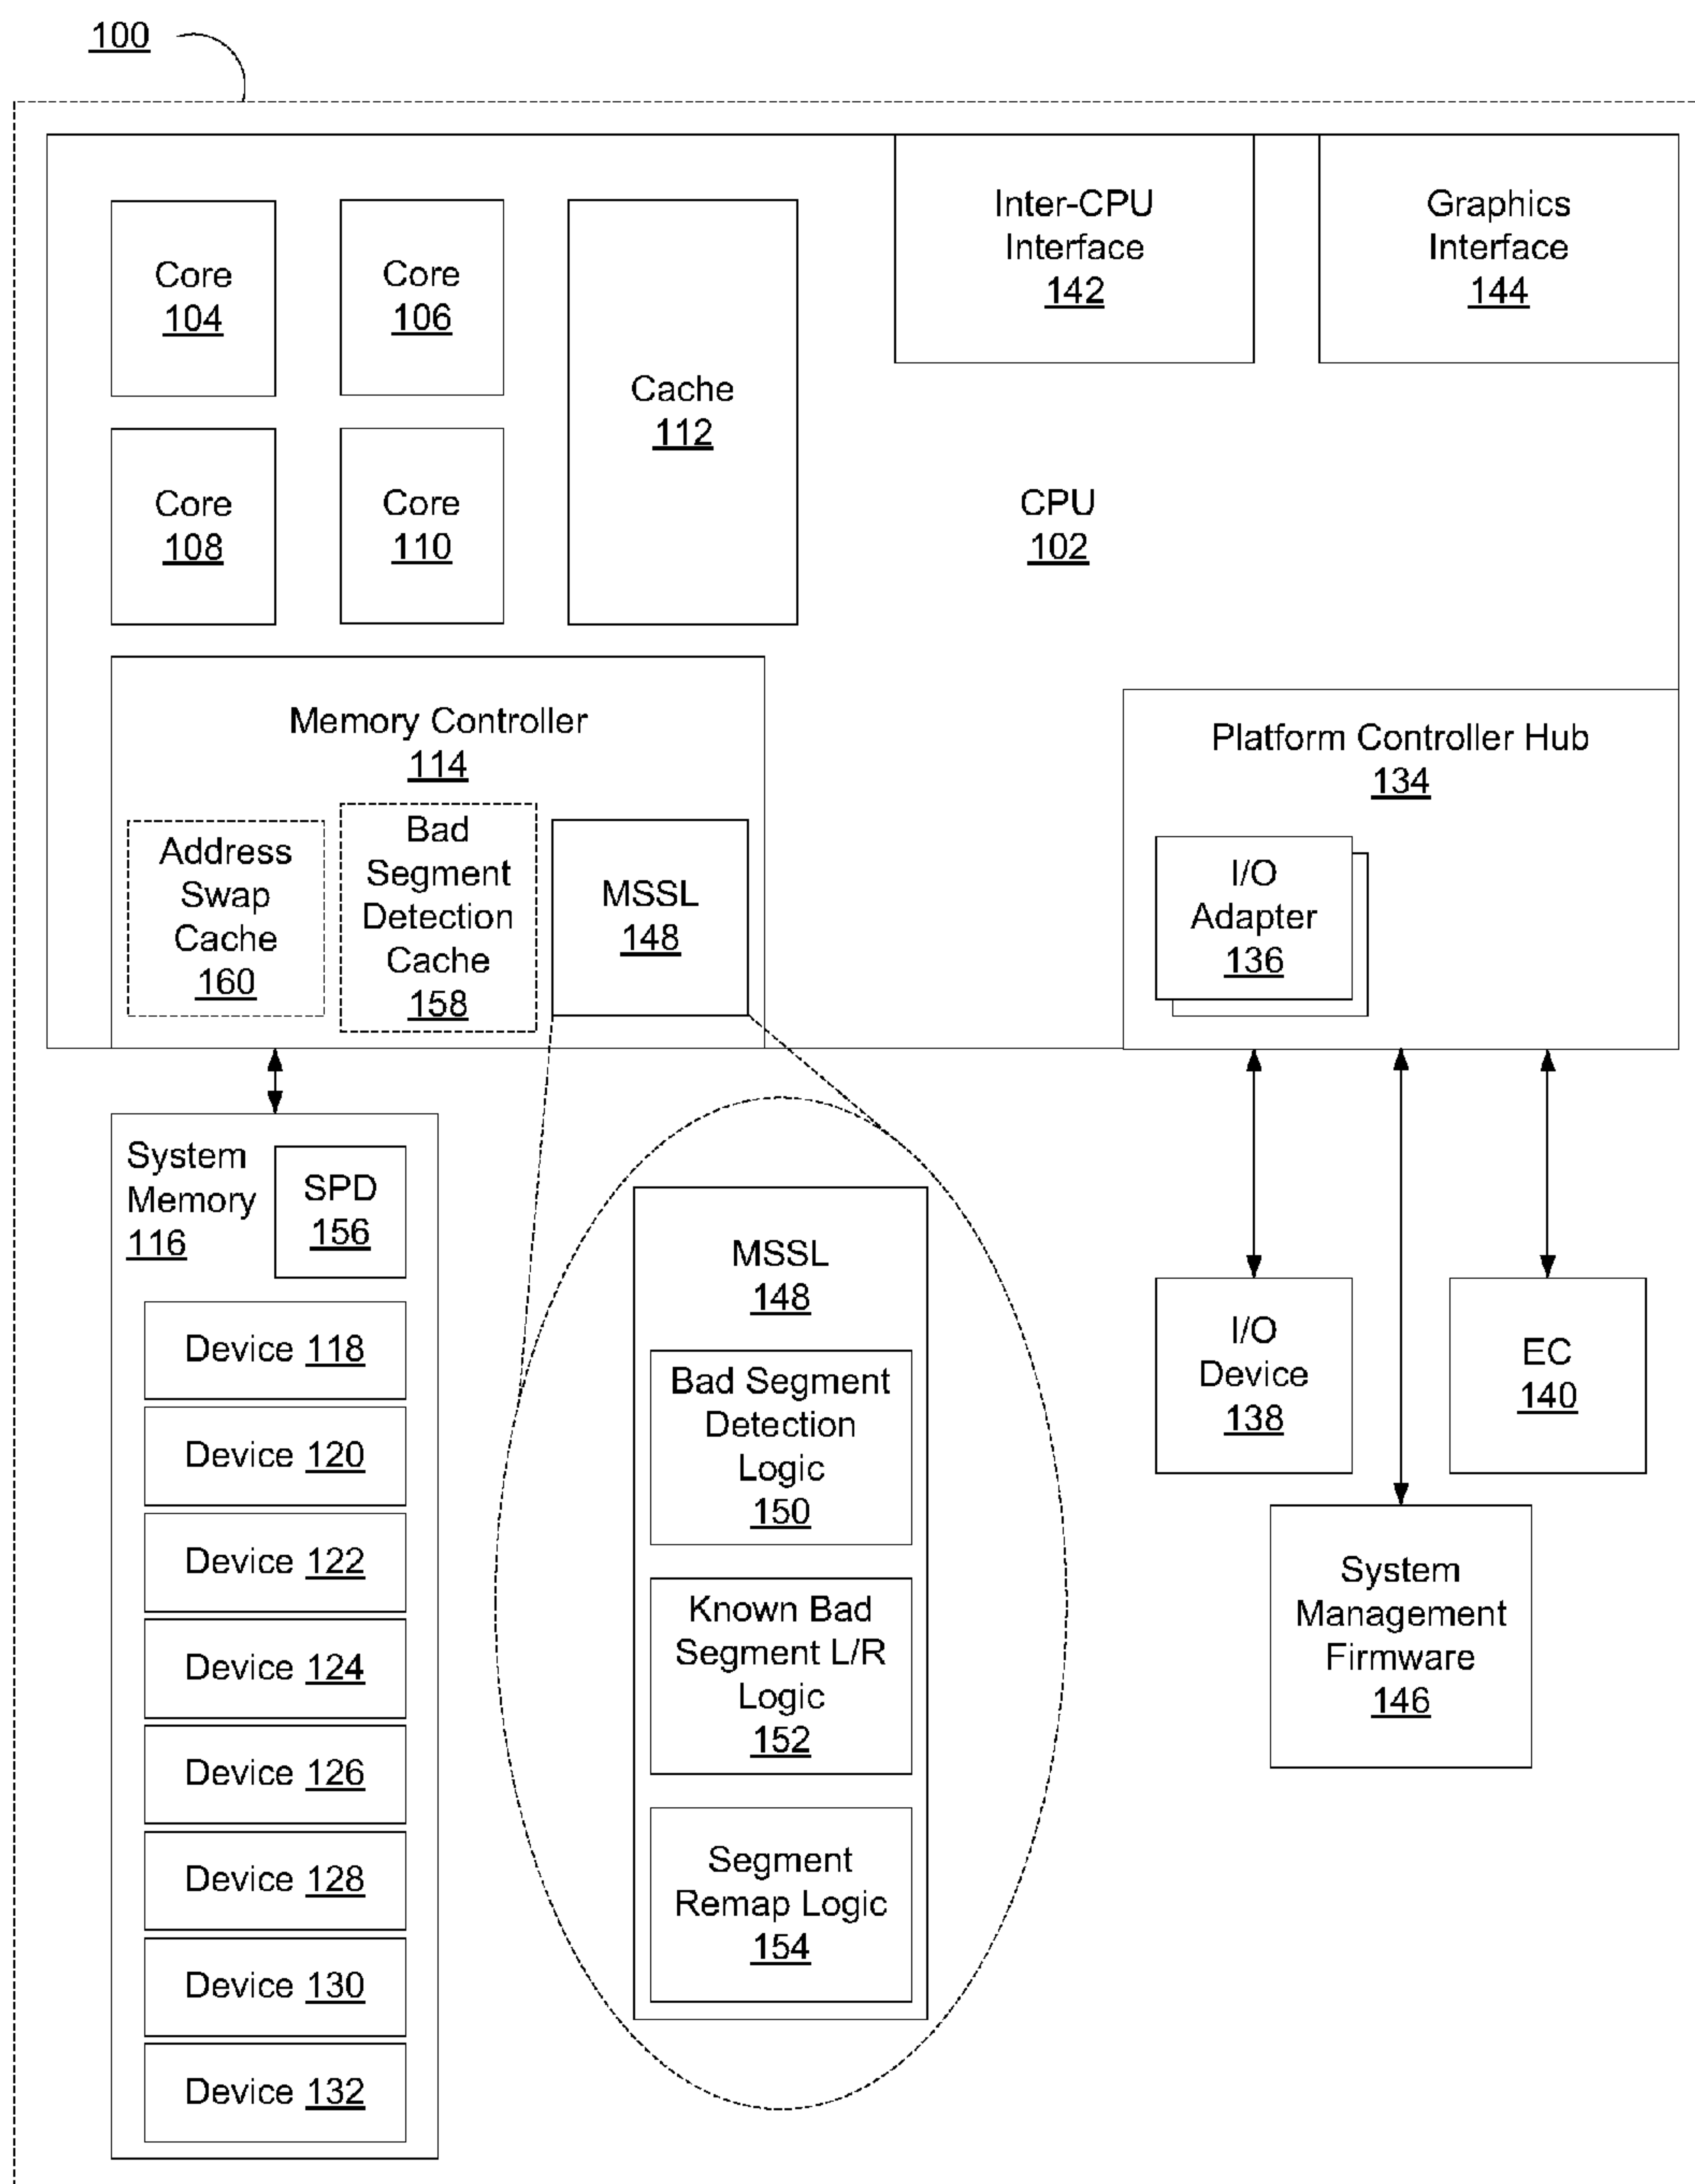 100
Core
104
Core
106
Cache
112
Inter-CPU
Interface
142
Graphics
Interface
144
Core
108
Core
110
CPU
102
Memory Controller
114
Address
Swap
Cache
160
Bad
Segment
Detection
Cache
158
MSSL
148
Platform Controller Hub
134
I/O
Adapter
136
System
Memory
116
SPD
156
Device 118
Device 120
Device 122
Device 124
Device 126
Device 128
Device 130
Device 132
MSSL
148
Bad Segment
Detection
Logic
150
Known Bad
Segment L/R
Logic
152
Segment
Remap Logic
154
I/O
Device
138
EC
140
System
Management
Firmware
146